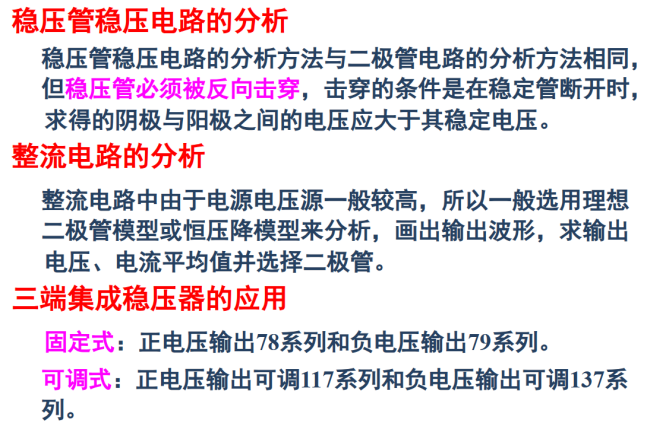 稳压管稳压电路的分析
稳压管稳压电路的分析方法与二极管电路的分析方法相同，
但稳压管必须被反向击穿，击穿的条件是在稳定管断开时，
求得的阴极与阳极之间的电压应大于其稳定电压。
整流电路的分析
整流电路中由于电源电压源一般较高，所以一般选用理想
二极管模型或恒压降模型来分析，画出输出波形，求输出
电压、电流平均值并选择二极管。
三端集成稳压器的应用
固定式：正电压输出78系列和负电压输出79系列。
可调式：正电压输出可调117系列和负电压输出可调137系
列。